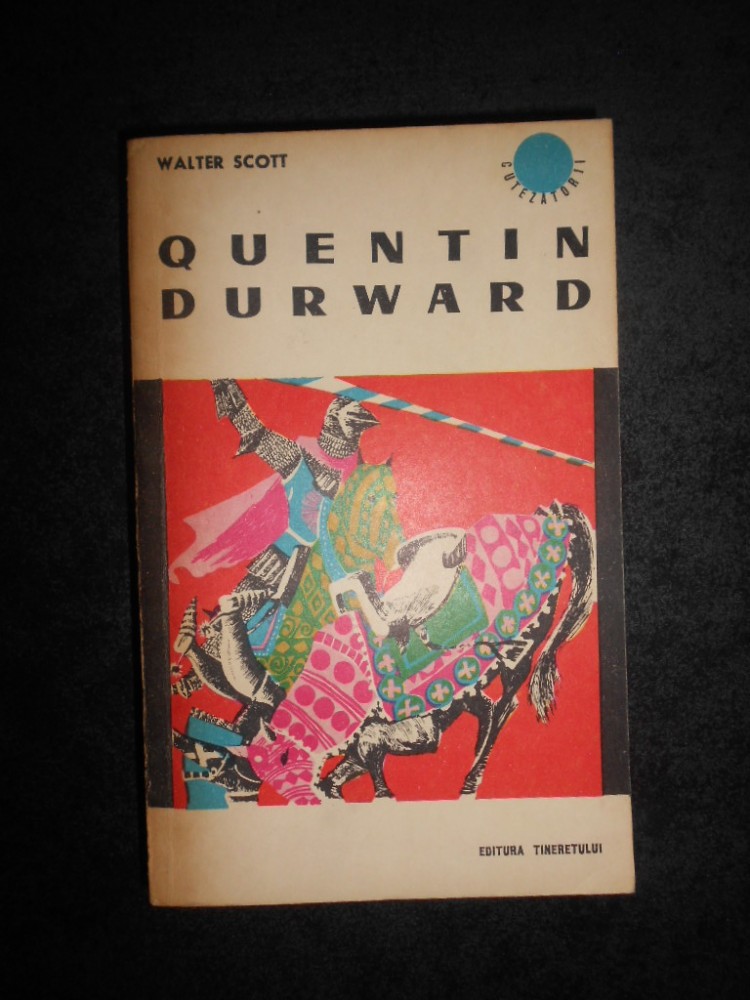 WALTER SCOTT
CUTEZĂTORII
QUENTIN
DURWARD
EDITURA TINERETULUI